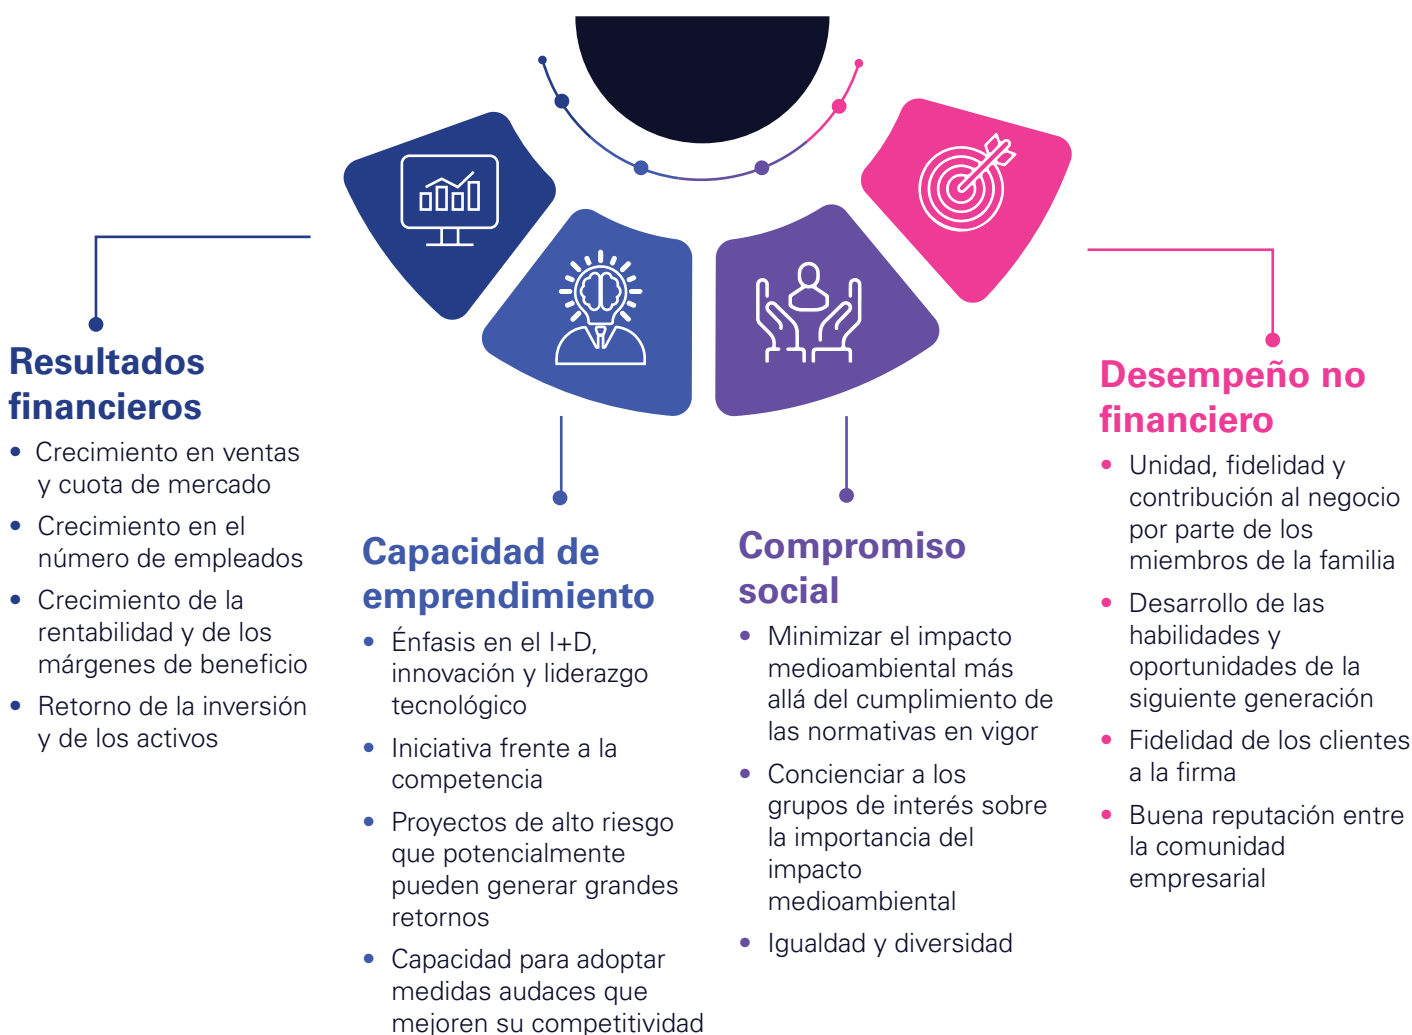 Resultados
financieros
• Crecimiento en ventas
y cuota de mercado
• Crecimiento en el
número de empleados
• Crecimiento de la
rentabilidad y de los
márgenes de beneficio
• Retorno de la inversión
y de los activos
Capacidad de
emprendimiento
• Énfasis en el I+D,
innovación y liderazgo
tecnológico
• Iniciativa frente a la
competencia
• Proyectos de alto riesgo
que potencialmente
pueden generar grandes
retornos
• Capacidad para adoptar
medidas audaces que
mejoren su competitividad
Compromiso
social
• Minimizar el impacto
medioambiental más
allá del cumplimiento de
las normativas en vigor
• Concienciar a los
grupos de interés sobre
la importancia del
impacto
medioambiental
• Igualdad y diversidad
Desempeño no
financiero
• Unidad, fidelidad y
contribución al negocio
por parte de los
miembros de la familia
• Desarrollo de las
habilidades y
oportunidades de la
siguiente generación
• Fidelidad de los clientes
a la firma
• Buena reputación entre
la comunidad
empresarial